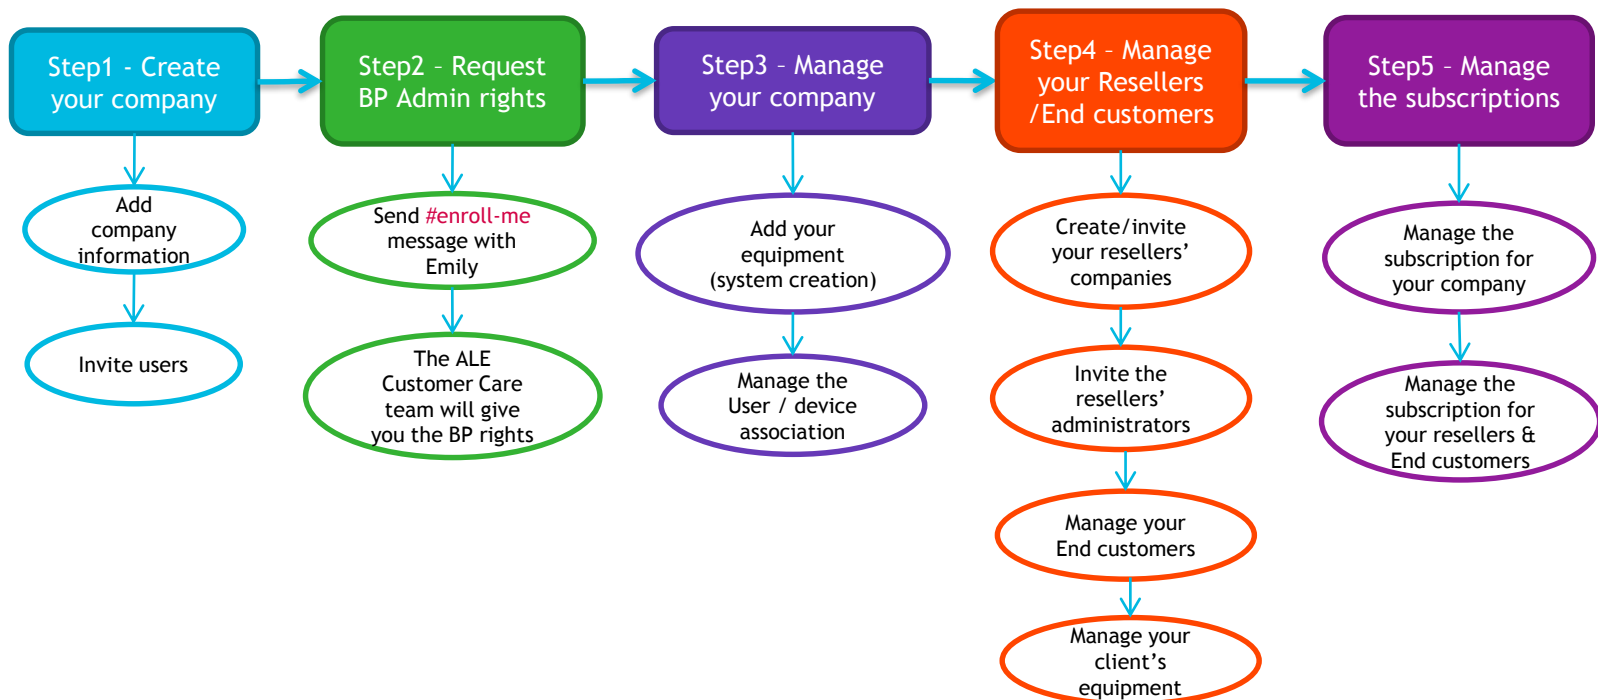 Step1 - Create
your company
Step2 – Request
BP Admin rights
Step3 – Manage
your company
Step4 – Manage
your Resellers
/End customers
Step5 – Manage
the subscriptions
Add
company
information
Invite users
Send #enroll-me
message with
Emily
The ALE
Customer Care
team will give
you the BP rights
Add your
equipment
(system creation)
Manage the
User / device
association
Create/invite
your resellers’
companies
Invite the
resellers’
administrators
Manage your
End customers
Manage your
client’s
equipment
Manage the
subscription for
your company
Manage the
subscription for
your resellers &
End customers